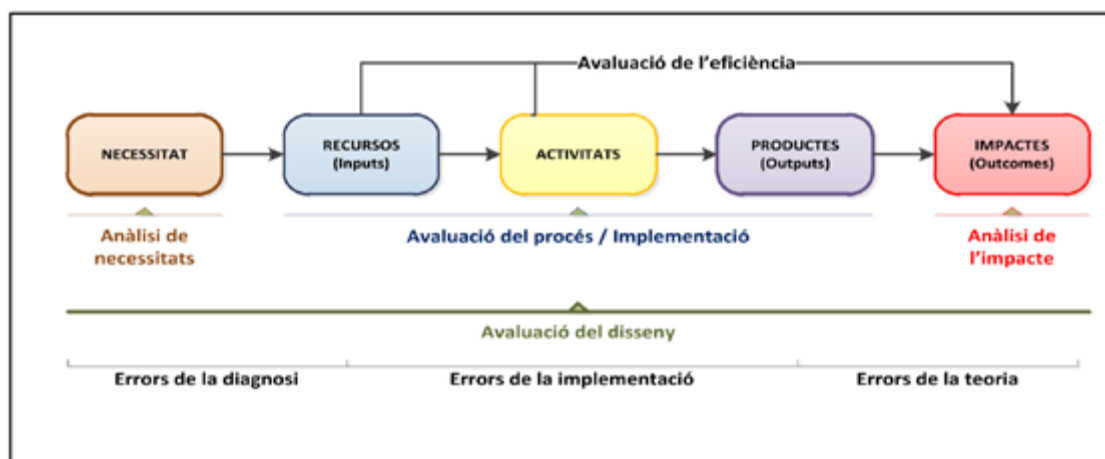 Avaluació de l'eficiència
NECESSITAT
RECURSOS
(Inputs)
ACTIVITATS
PRODUCTES
(Outputs)
IMPACTES
(Outcomes)
Anàlisi de
necessitats
Avaluació del procés / Implementació
Anàlisi de
l'impacte
Avaluació del disseny
Errors de la diagnosi
Errors de la implementació
Errors de la teoria